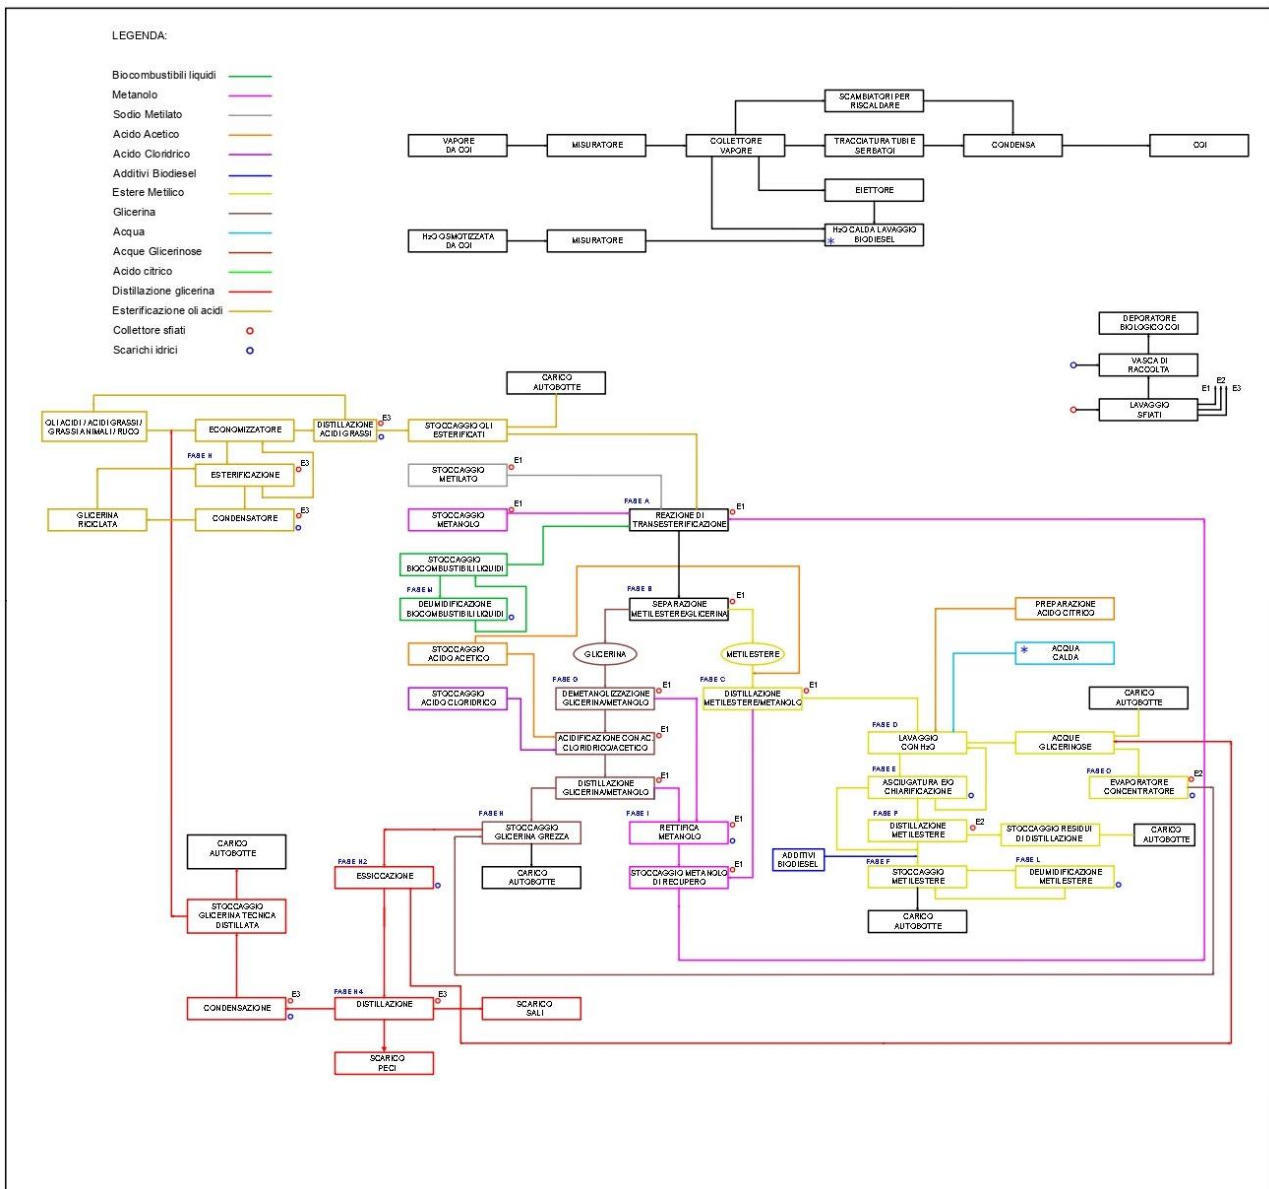 LEGENDA:
Biocombustibili liquidi
Metanolo
Sodio Metilato
Acido Acetico
Acido Cloridrico
Additivi Biodiesel
Estere Metilico
Glicerina
Acqua
Acque Glicerinose
Acido citrico
Distillazione glicerina
Esterificazione oli acidi
Collettore sfiati
Scarichi idrici
SCAMBIATORI PER
RISCALDARE
VAPORE
DA COI
MISURATORE
COLLETTORE
VAPORE
TRACCIATURA TUBI E
SERBATOI
CONDENSA
COI
EIETTORE
H2O OSMOTIZZATA
DA COI
MISURATORE
H2O CALDA LAVAGGIO
BIODIESEL
*
DEPORATORE
BIOLOGICO COI
VASCA DI
RACCOLTA
E1
E2
E3
LAVAGGIO
SFIATI
CARICO
AUTOBOTTE
OLI ACIDI / ACIDI GRASSI /
GRASSI ANIMALI / RUCO
ECONOMIZZATORE
DISTILLAZIONE
ACIDI GRASSI
E3
STOCCAGGIO OLI
ESTERIFICATI
FASE H
ESTERIFICAZIONE
E3
STOCCAGGIO
METILATO
E1
GLICERINA
RICICLATA
CONDENSATORE
E3
STOCCAGGIO
METANOLO
E1
FASE A
REAZIONE DI
TRANSESTERIFICAZIONE
E1
STOCCAGGIO
BIOCOMBUSTIBILI LIQUIDI
FASE M
DEUMIDIFICAZIONE
BIOCOMBUSTIBILI LIQUIDI
FASE B
SEPARAZIONE
METILESTERE/GLICERINA
E1
PREPARAZIONE
ACIDO CITRICO
STOCCAGGIO
ACIDO ACETICO
GLICERINA
METILESTERE
*
ACQUA
CALDA
STOCCAGGIO
ACIDO CLORIDRICO
FASE G
DEMETANOLIZZAZIONE
GLICERINA/METANOLO
E1
FASE C
DISTILLAZIONE
METILESTERE/METANOLO
E1
CARICO
AUTOBOTTE
ACIDIFICAZIONE CON AC.
CLORIDRICO/ACETICO
E1
FASE D
LAVAGGIO
CON H2O
ACQUE
GLICERINOSE
DISTILLAZIONE
GLICERINA/METANOLO
E1
FASE E
ASCIUGATURA E/O
CHIARIFICAZIONE
FASE O
EVAPORATORE
CONCENTRATORE
E2
FASE H
STOCCAGGIO
GLICERINA GREZZA
FASE I
RETTIFICA
METANOLO
E1
FASE P
DISTILLAZIONE
METILESTERE
E2
STOCCAGGIO RESIDUI
DI DISTILLAZIONE
CARICO
AUTOBOTTE
CARICO
AUTOBOTTE
FASE H2
ESSICCAZIONE
CARICO
AUTOBOTTE
STOCCAGGIO METANOLO
DI RECUPERO
E1
ADDITIVI
BIODIESEL
FASE F
STOCCAGGIO
METILESTERE
FASE L
DEUMIDIFICAZIONE
METILESTERE
STOCCAGGIO
GLICERINA TECNICA
DISTILLATA
CARICO
AUTOBOTTE
CONDENSAZIONE
E3
FASE H4
DISTILLAZIONE
E3
SCARICO
SALI
SCARICO
PECI